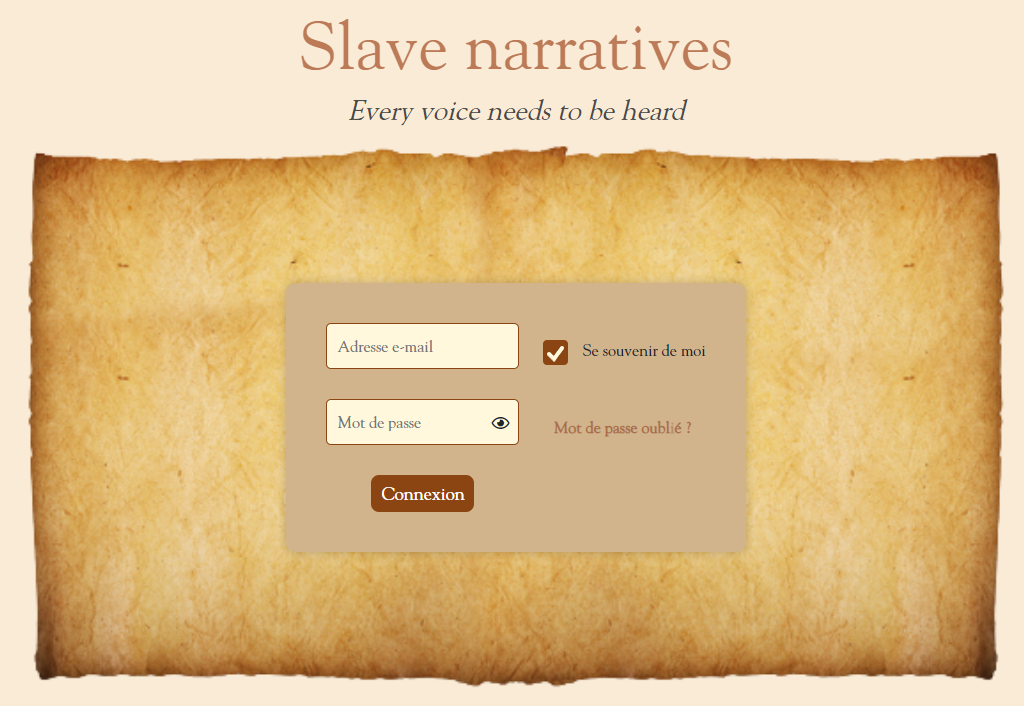 Slave narratives
Every voice needs to be heard
Adresse e-mail
Se souvenir de moi
Mot de passe
Mot de passe oublié ?
Connexion